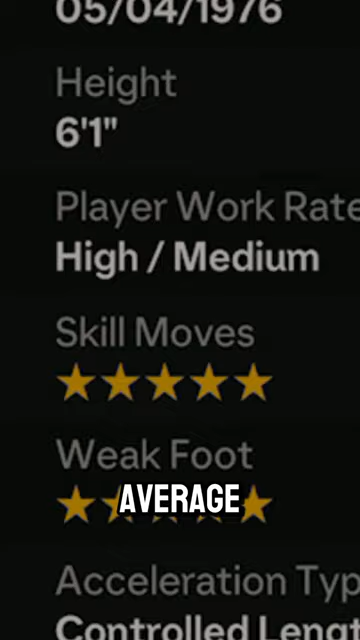 05/04/1976
Height
6'1"
Player Work Rate
High / Medium
Skill Moves
Weak Foot
AVERAGE
Acceleration Typ
Controlled Lengt